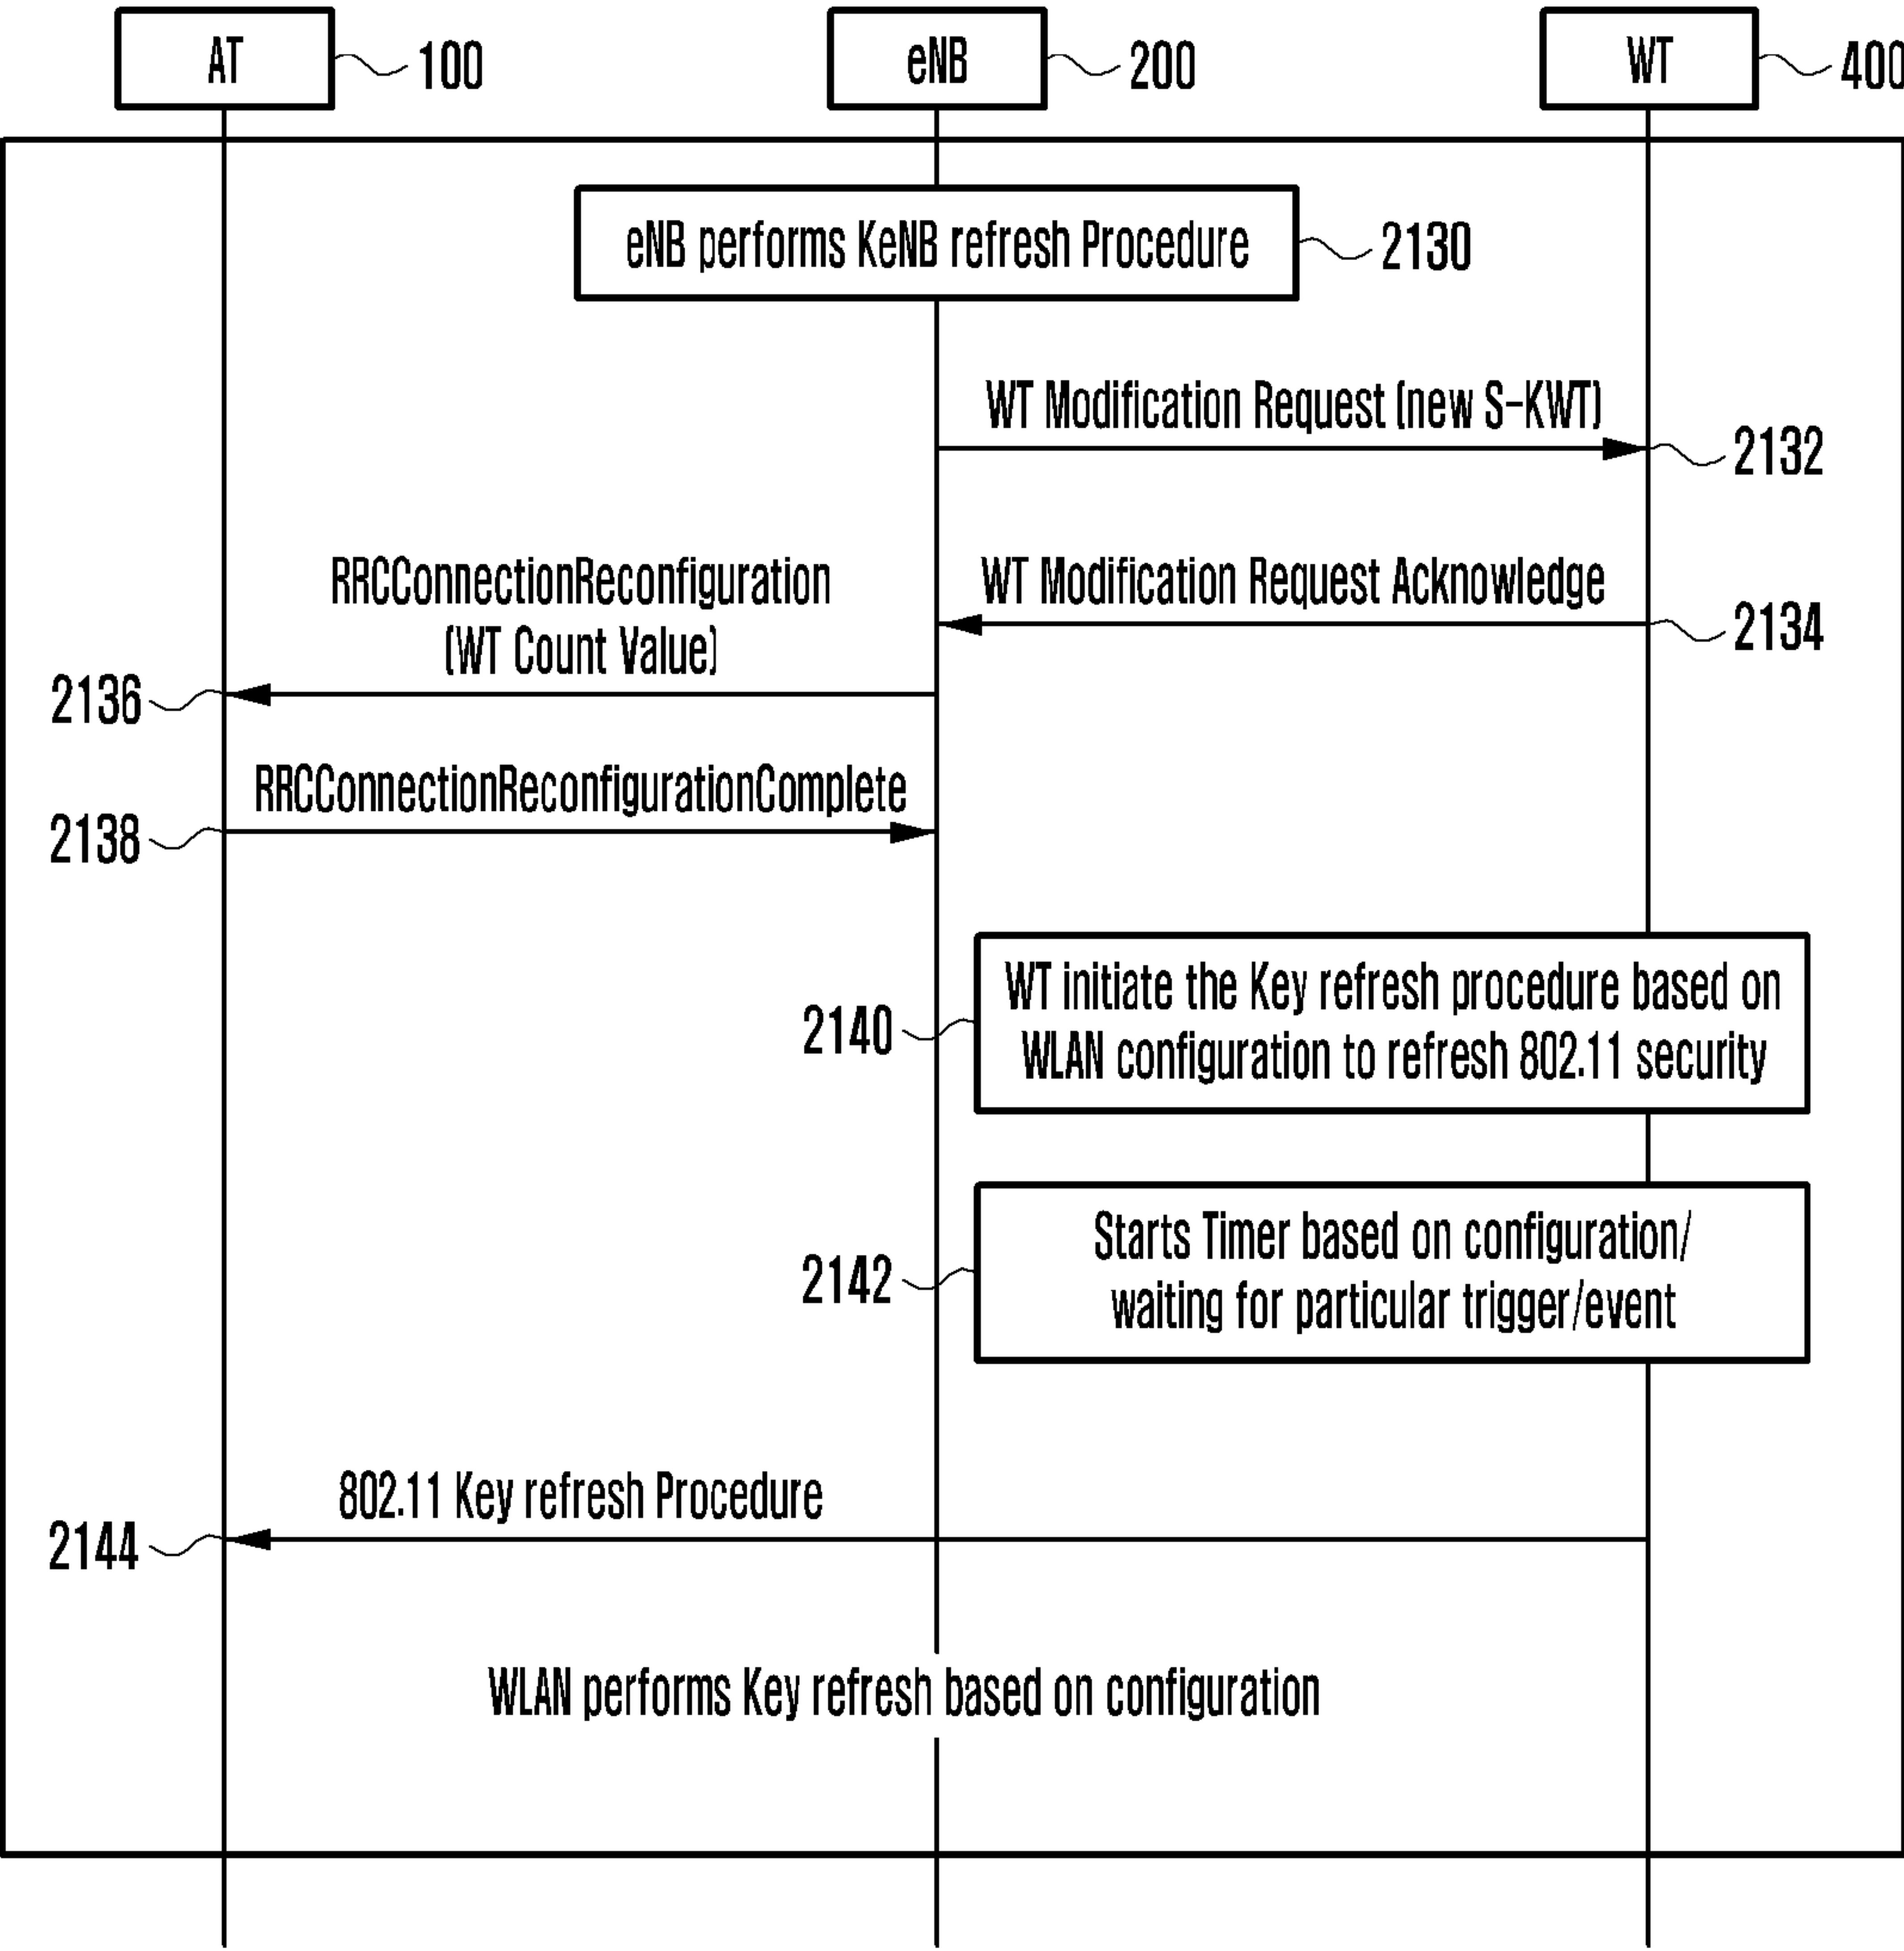 AT
100
eNB
200
WT
400
eNB performs KeNB refresh Procedure
2130
WT Modification Request (new S-KWT)
2132
RRCConnectionReconfiguration
(WT Count Value)
2136
WT Modification Request Acknowledge
2134
RRCConnectionReconfigurationComplete
2138
WT initiate the Key refresh procedure based on
WLAN configuration to refresh 802.11 security
2140
Starts Timer based on configuration/
waiting for particular trigger/event
2142
802.11 Key refresh Procedure
2144
WLAN performs Key refresh based on configuration